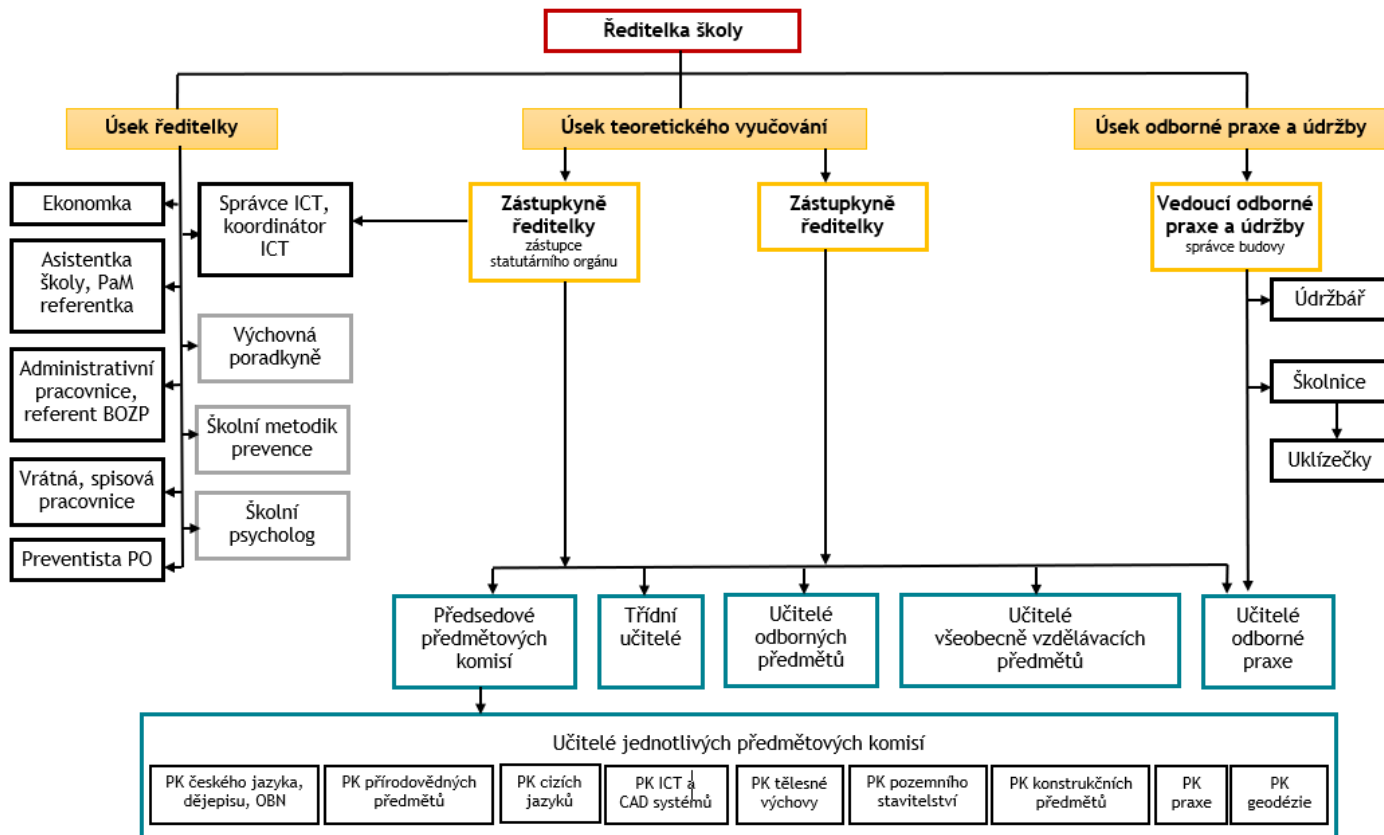 Ředitelka školy
Úsek ředitelky
Úsek teoretického vyučování
Úsek odborné praxe a údržby
Ekonomka
Asistentka
školy, PaM
referentka
Administrativní
pracovnice,
referent BOZP
Vrátná, spisová
pracovnice
Preventista PO
Správce ICT,
koordinátor
ICT
Výchovná
poradkyně
Školní metodik
prevence
Školní
psycholog
Zástupkyně
ředitelky
zástupce
statutárního orgánu
Zástupkyně
ředitelky
Vedoucí odborné
praxe a údržby
správce budovy
Údržbář
Školnice
Uklízečky
Předsedové
předmětových
komisí
Třídní
učitelé
Učitelé
odborných
předmětů
Učitelé
všeobecně vzdělávacích
předmětů
Učitelé
odborné
praxe
Učitelé jednotlivých předmětových komisí
PK českého jazyka,
dějepisu, OBN
PK přírodovědných
předmětů
PK cizích
jazyků
PK ICT a
CAD systémů
PK tělesné
výchovy
PK pozemního
stavitelství
PK konstrukčních
předmětů
PK
praxe
PK
geodézie